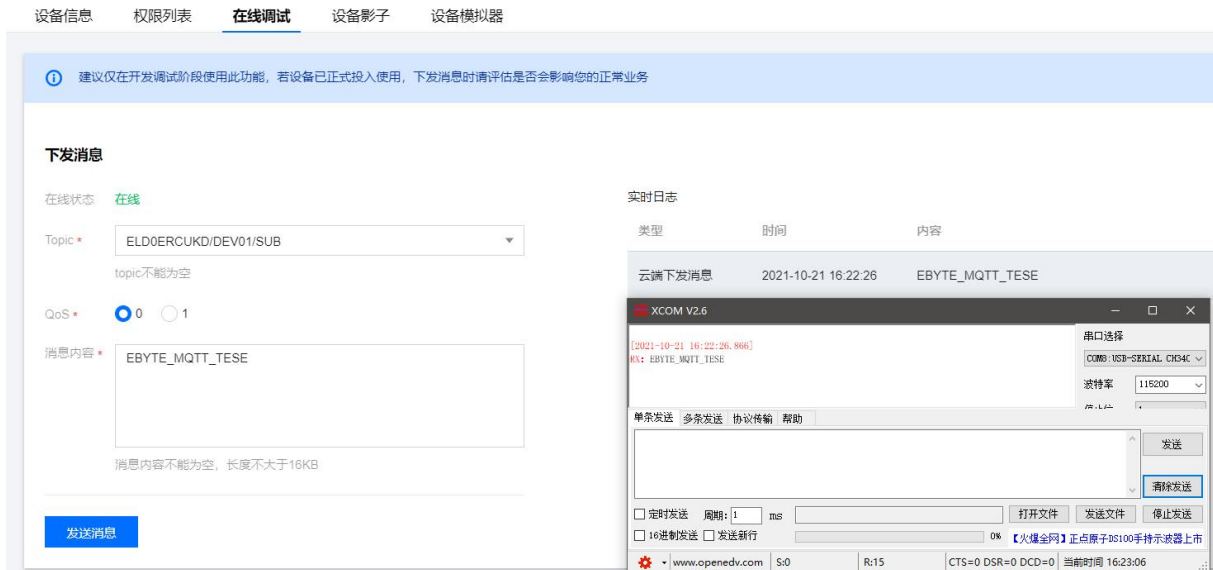 设备信息 权限列表 在线调试 设备影子 设备模拟器
建议仅在开发调试阶段使用此功能，若设备已正式投入使用，下发消息时请评估是否会影响您的正常业务
下发消息
在线状态 在线
Topic * ELD0ERCUKD/DEV01/SUB
topic不能为空
QoS * 0 1
消息内容 * EBYTE_MQTT_TESE
消息内容不能为空，长度不大于16KB
发送消息
实时日志
类型 时间 内容
云端下发消息 2021-10-21 16:22:26 EBYTE_MQTT_TESE
XCOM V2.6
[2021-10-21 16:22:26.866]
RX: EBYTE_MQTT_TESE
串口选择
COM8:USB-SERIAL CH34C
波特率 115200
单条发送 多条发送 协议传输 帮助
发送
清除发送
定时发送 周期: 1 ms 打开文件 发送文件 停止发送
16进制发送 发送新行 0% 【火爆全网】正点原子DS100手持示波器上市
www.openedv.com S:0 R:15 CTS=0 DSR=0 DCD=0 当前时间 16:23:06